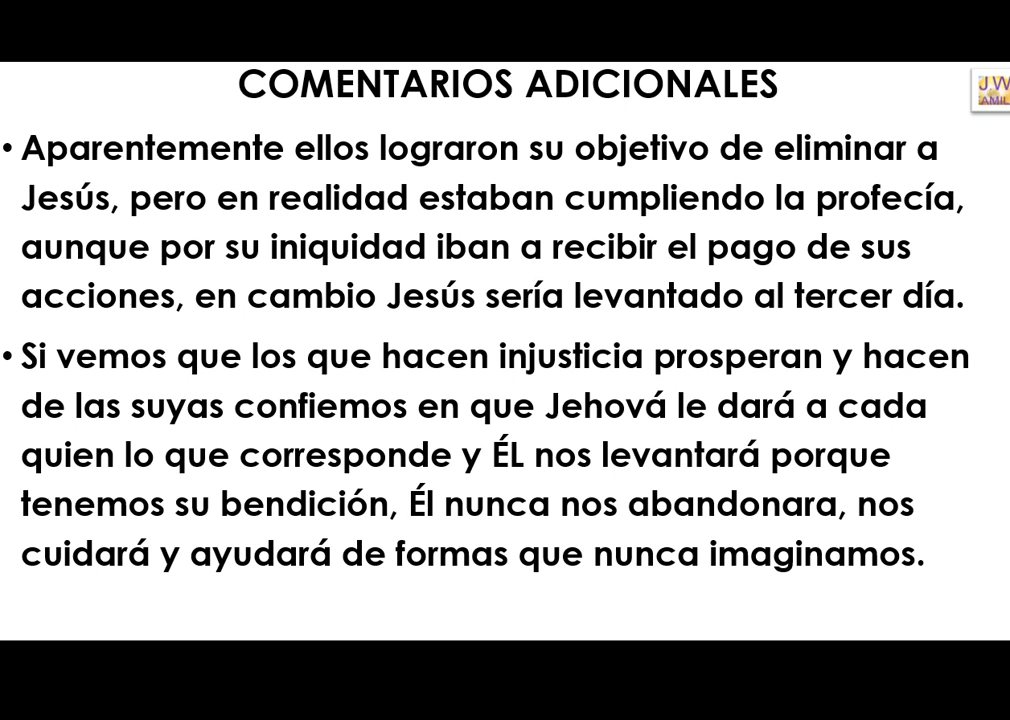 COMENTARIOS ADICIONALES
• Aparentemente ellos lograron su objetivo de eliminar a
Jesús, pero en realidad estaban cumpliendo la profecía,
aunque por su iniquidad iban a recibir el pago de sus
acciones, en cambio Jesús sería levantado al tercer día.
• Si vemos que los que hacen injusticia prosperan y hacen
de las suyas confiemos en que Jehová le dará a cada
quien lo que corresponde y ÉL nos levantará porque
tenemos su bendición, Él nunca nos abandonara, nos
cuidará y ayudará de formas que nunca imaginamos.